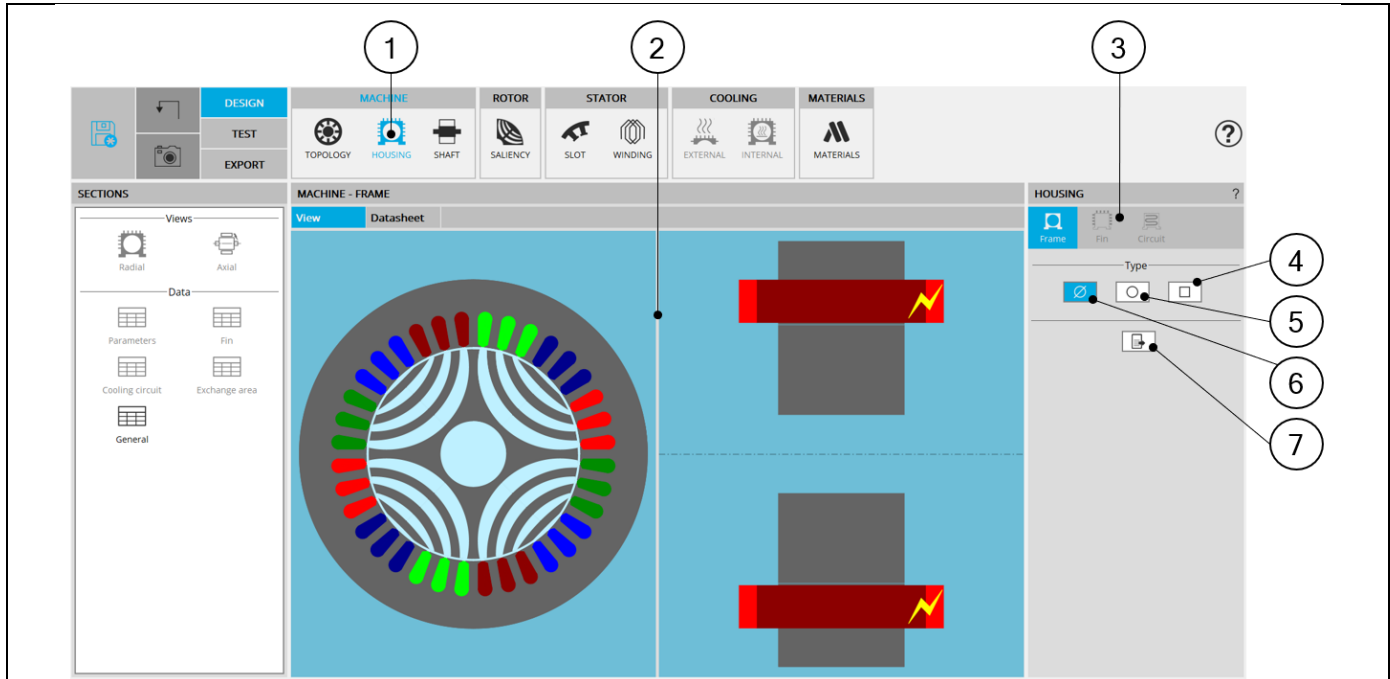 1
2
3
DESIGN
TEST
EXPORT
MACHINE
TOPOLOGY
HOUSING
SHAFT
ROTOR
SALIENCY
STATOR
SLOT
WINDING
COOLING
EXTERNAL
INTERNAL
MATERIALS
MATERIALS
?
SECTIONS
Views
Radial
Axial
Data
Parameters
Fin
Cooling circuit
Exchange area
General
MACHINE - FRAME
View
Datasheet
HOUSING
?
Frame
Fin
Circuit
Type
4
5
6
7